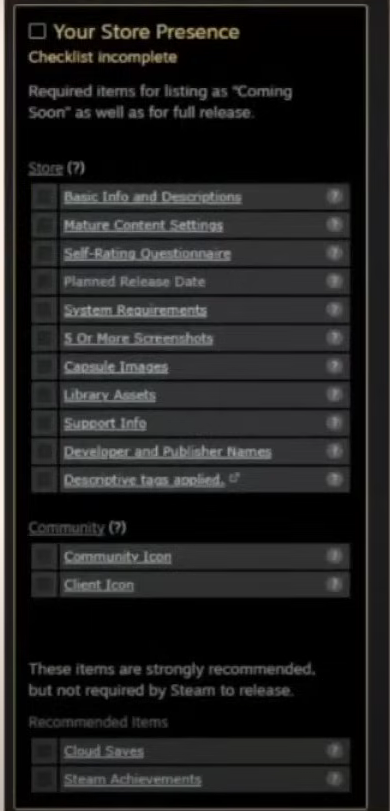 Your Store Presence
Checklist incomplete
Required items for listing as "Coming
Soon" as well as for full release.
Store (?)
Basic Info and Descriptions ?
Mature Content Settings ?
Self-Rating Questionnaire ?
Planned Release Date ?
System Requirements ?
5 Or More Screenshots ?
Capsule Images ?
Library Assets ?
Support Info ?
Developer and Publisher Names ?
Descriptive tags applied. ?
Community (?)
Community Icon ?
Client Icon ?
These items are strongly recommended,
but not required by Steam to release.
Recommended Items
Cloud Saves ?
Steam Achievements ?